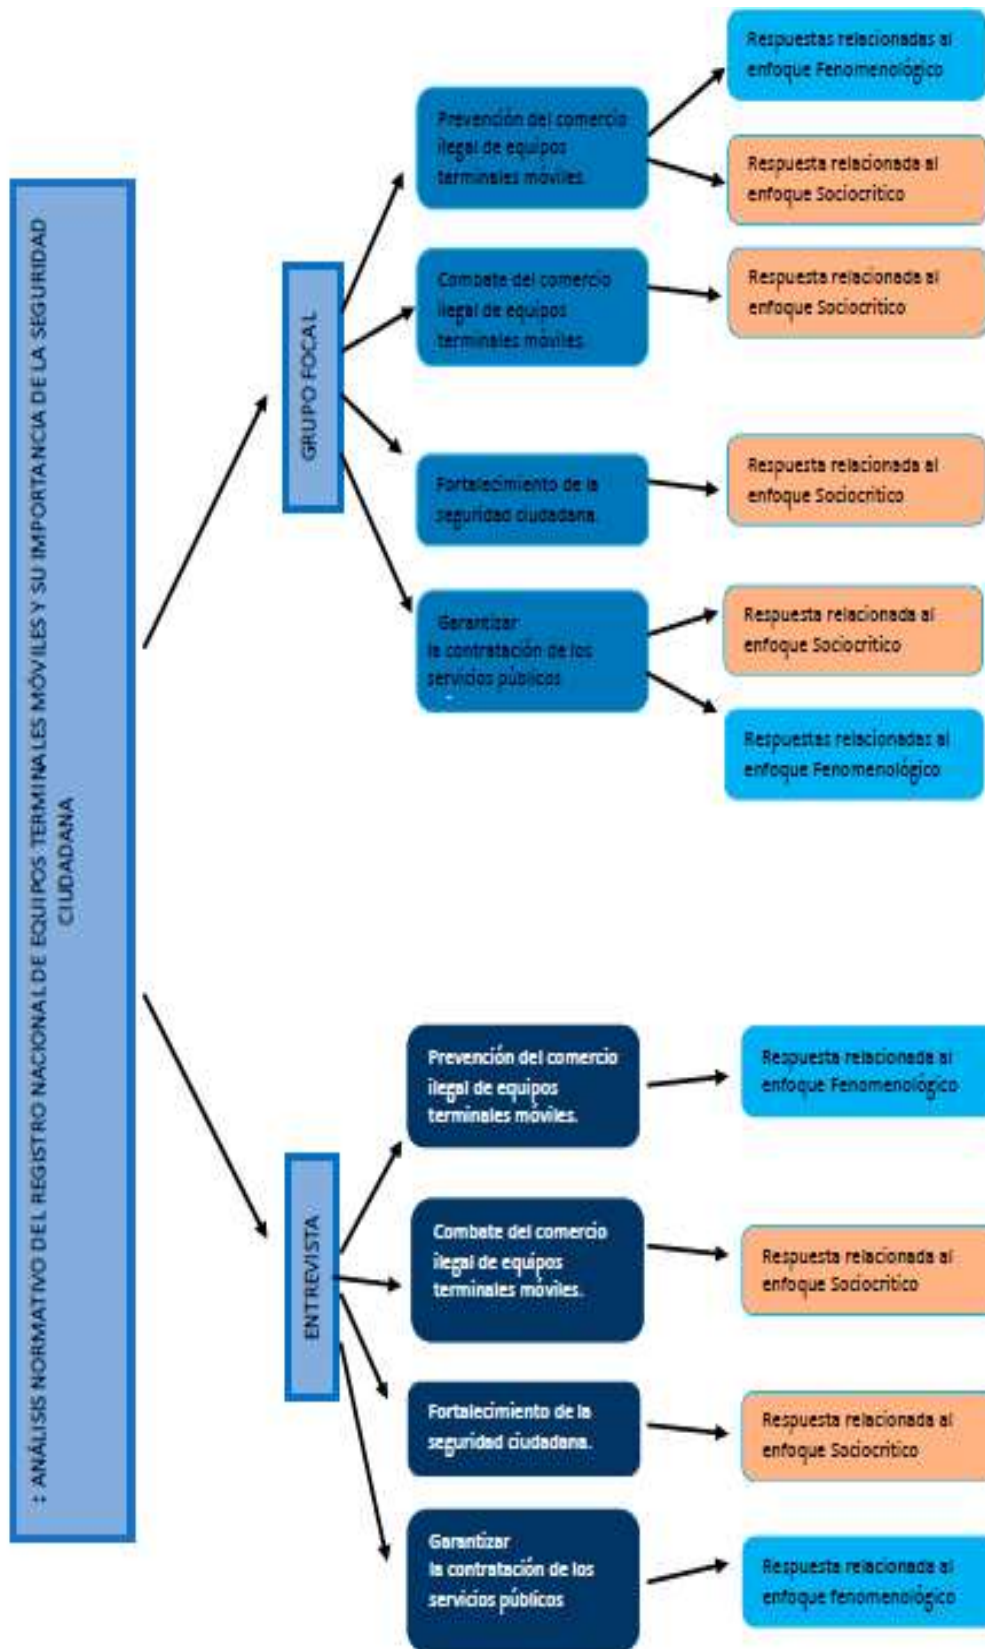 : ANÁLISIS NORMATIVO DEL REGISTRO NACIONAL DE EQUIPOS TERMINALES MÓVILES Y SU IMPORTANCIA DE LA SEGURIDAD
CIUDADANA
GRUPO FOCAL
Prevención del comercio
ilegal de equipos
terminales móviles.
Respuestas relacionadas al
enfoque Fenomenológico
Respuesta relacionada al
enfoque Sociocritico
Combate del comercio
ilegal de equipos
terminales móviles.
Respuesta relacionada al
enfoque Sociocritico
Fortalecimiento de la
seguridad ciudadana.
Respuesta relacionada al
enfoque Sociocritico
Garantizar
la contratación de los
servicios públicos
Respuesta relacionada al
enfoque Sociocritico
Respuestas relacionadas al
enfoque Fenomenológico
ENTREVISTA
Prevención del comercio
ilegal de equipos
terminales móviles.
Respuesta relacionada al
enfoque Fenomenológico
Combate del comercio
ilegal de equipos
terminales móviles.
Respuesta relacionada al
enfoque Sociocritico
Fortalecimiento de la
seguridad ciudadana.
Respuesta relacionada al
enfoque Sociocritico
Garantizar
la contratación de los
servicios públicos
Respuesta relacionada al
enfoque fenomenológico